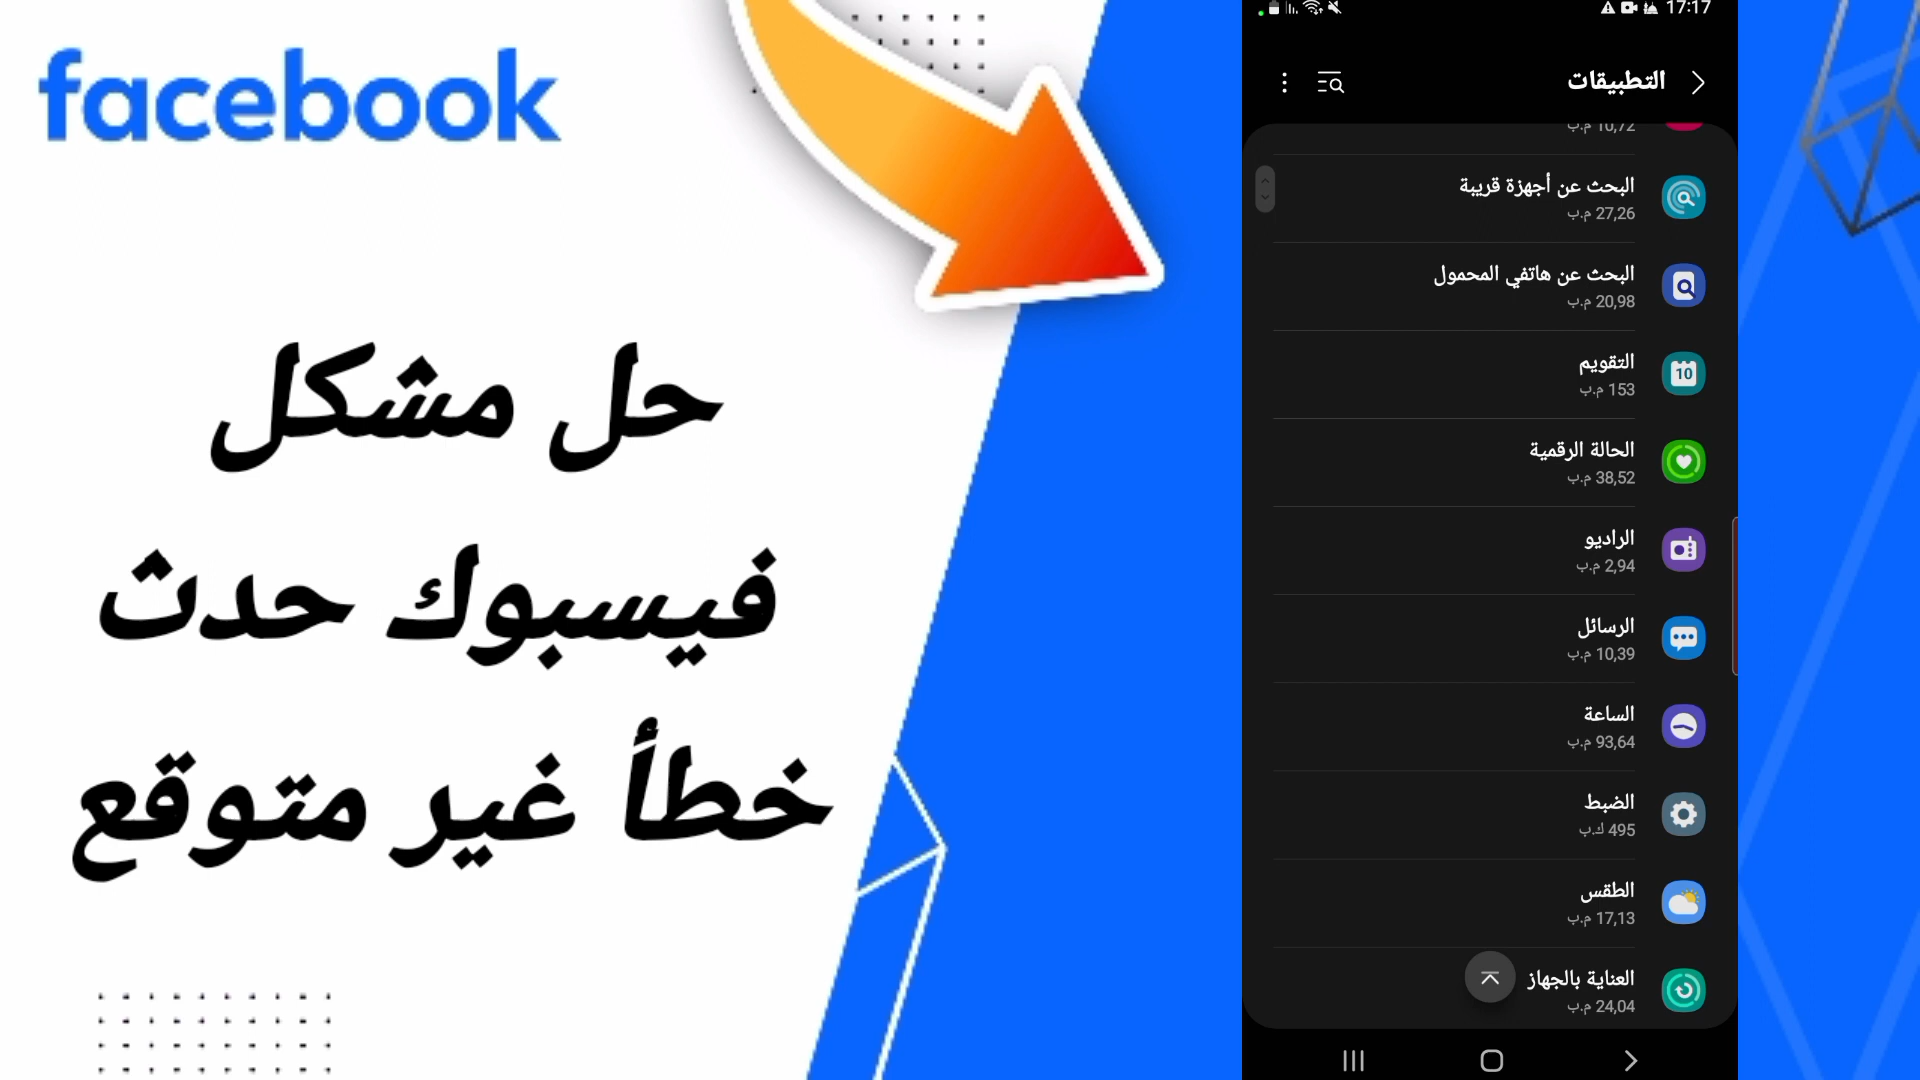 facebook
حل مشكل
فيسبوك حدث
خطأ غير متوقع
17:17
التطبيقات
10,72 م.ب
البحث عن أجهزة قريبة
27,26 م.ب
البحث عن هاتفي المحمول
20,98 م.ب
التقويم
10
153 م.ب
الحالة الرقمية
38,52 م.ب
الراديو
2,94 م.ب
الرسائل
10,39 م.ب
الساعة
93,64 م.ب
الضبط
495 ك.ب
الطقس
17,13 م.ب
العناية بالجهاز
24,04 م.ب